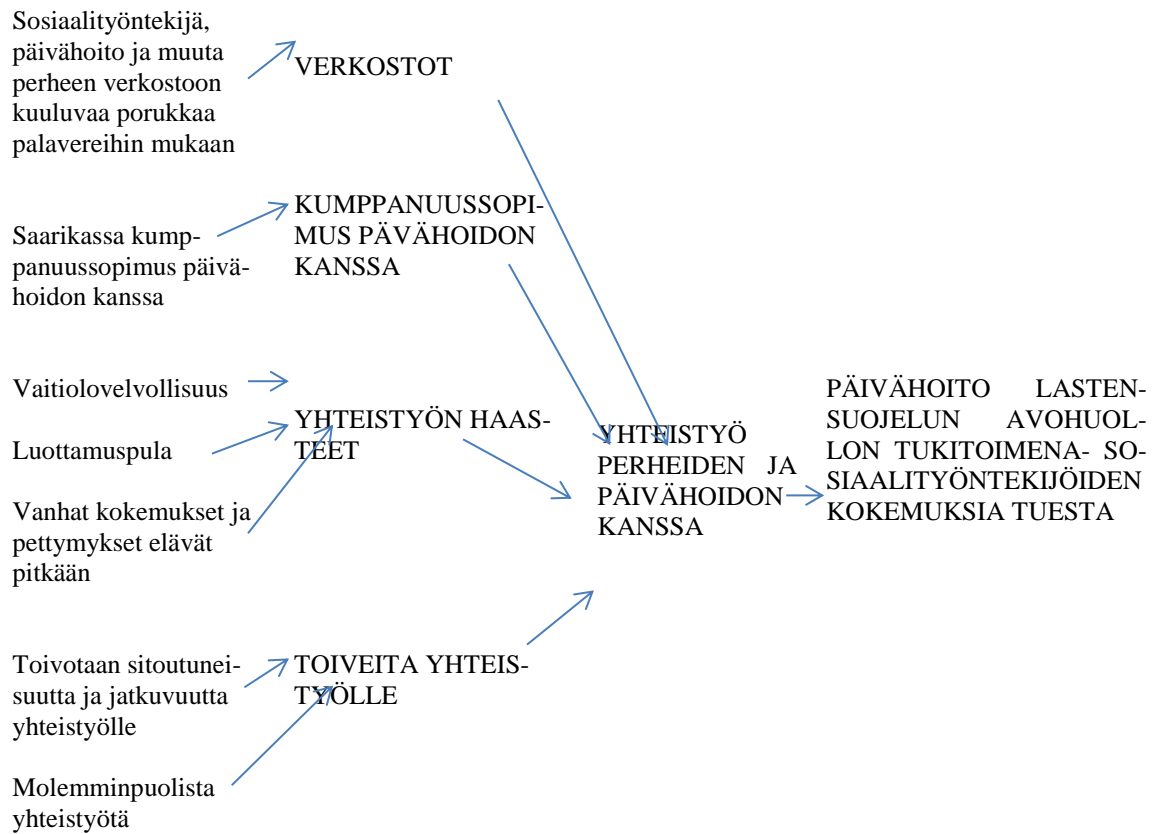 Sosiaalityöntekijä,
päivähoito ja muuta
perheen verkostoon
kuuluvaa porukkaa
palavereihin mukaan
VERKOSTOT
Saarikassa kump-
panuussopimus päivä-
hoidon kanssa
KUMPPANUUSSOPI-
MUS PÄVÄHOIDON
KANSSA
Vaitiolovelvollisuus
Luottamuspula
Vanhat kokemukset ja
pettymykset elävät
pitkään
YHTEISTYÖN HAAS-
TEET
Toivotaan sitoutunei-
suutta ja jatkuvuutta
yhteistyölle
Molemminpuolista
yhteistyötä
TOIVEITA YHTEIS-
TYÖLLE
YHTEISTYÖ
PERHEIDEN JA
PÄIVÄHOIDON
KANSSA
PÄIVÄHOITO LASTEN-
SUOJELUN AVOHUOL-
LON TUKITOIMENA- SO-
SIAALITYÖNTEKIJÖIDEN
KOKEMUKSIA TUESTA